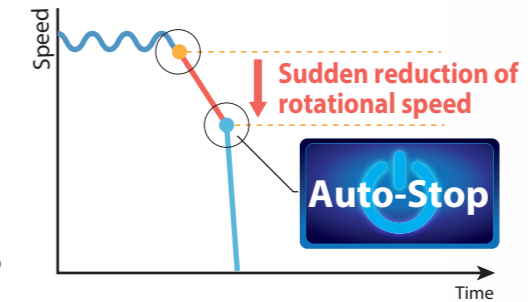 Speed
Sudden reduction of
rotational speed
Auto-Stop
Time